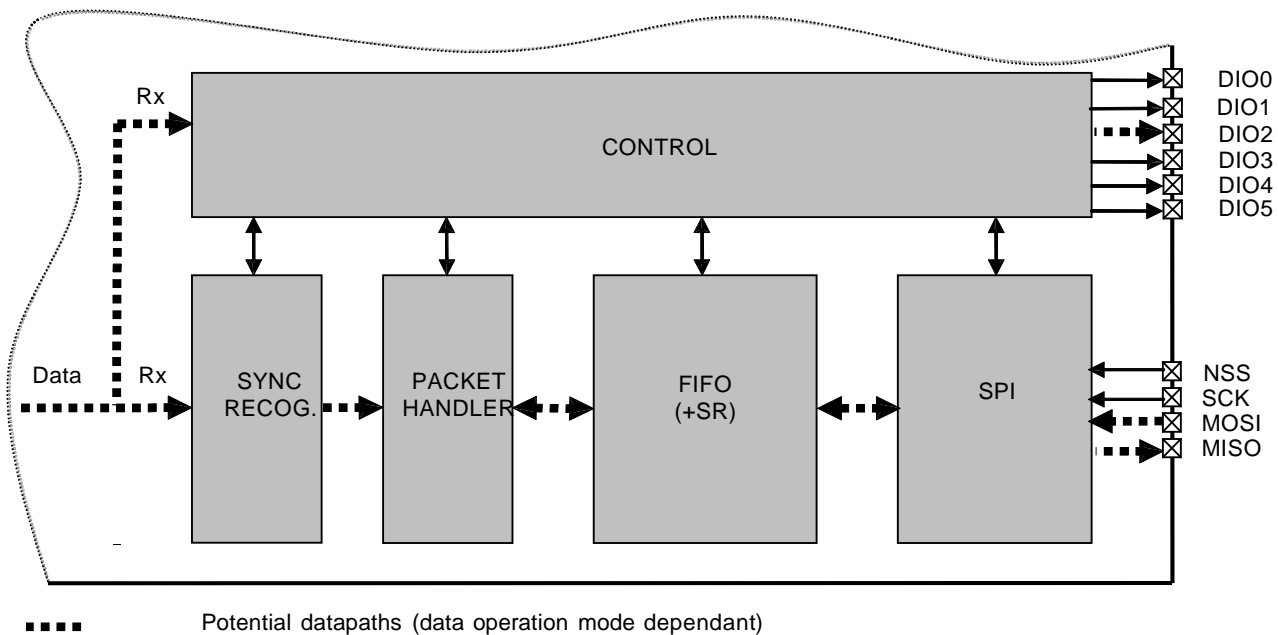 Rx
CONTROL
DIO0
DIO1
DIO2
DIO3
DIO4
DIO5
Data
Rx
SYNC
RECOG.
PACKET
HANDLER
FIFO
(+SR)
SPI
NSS
SCK
MOSI
MISO
Potential datapaths (data operation mode dependant)